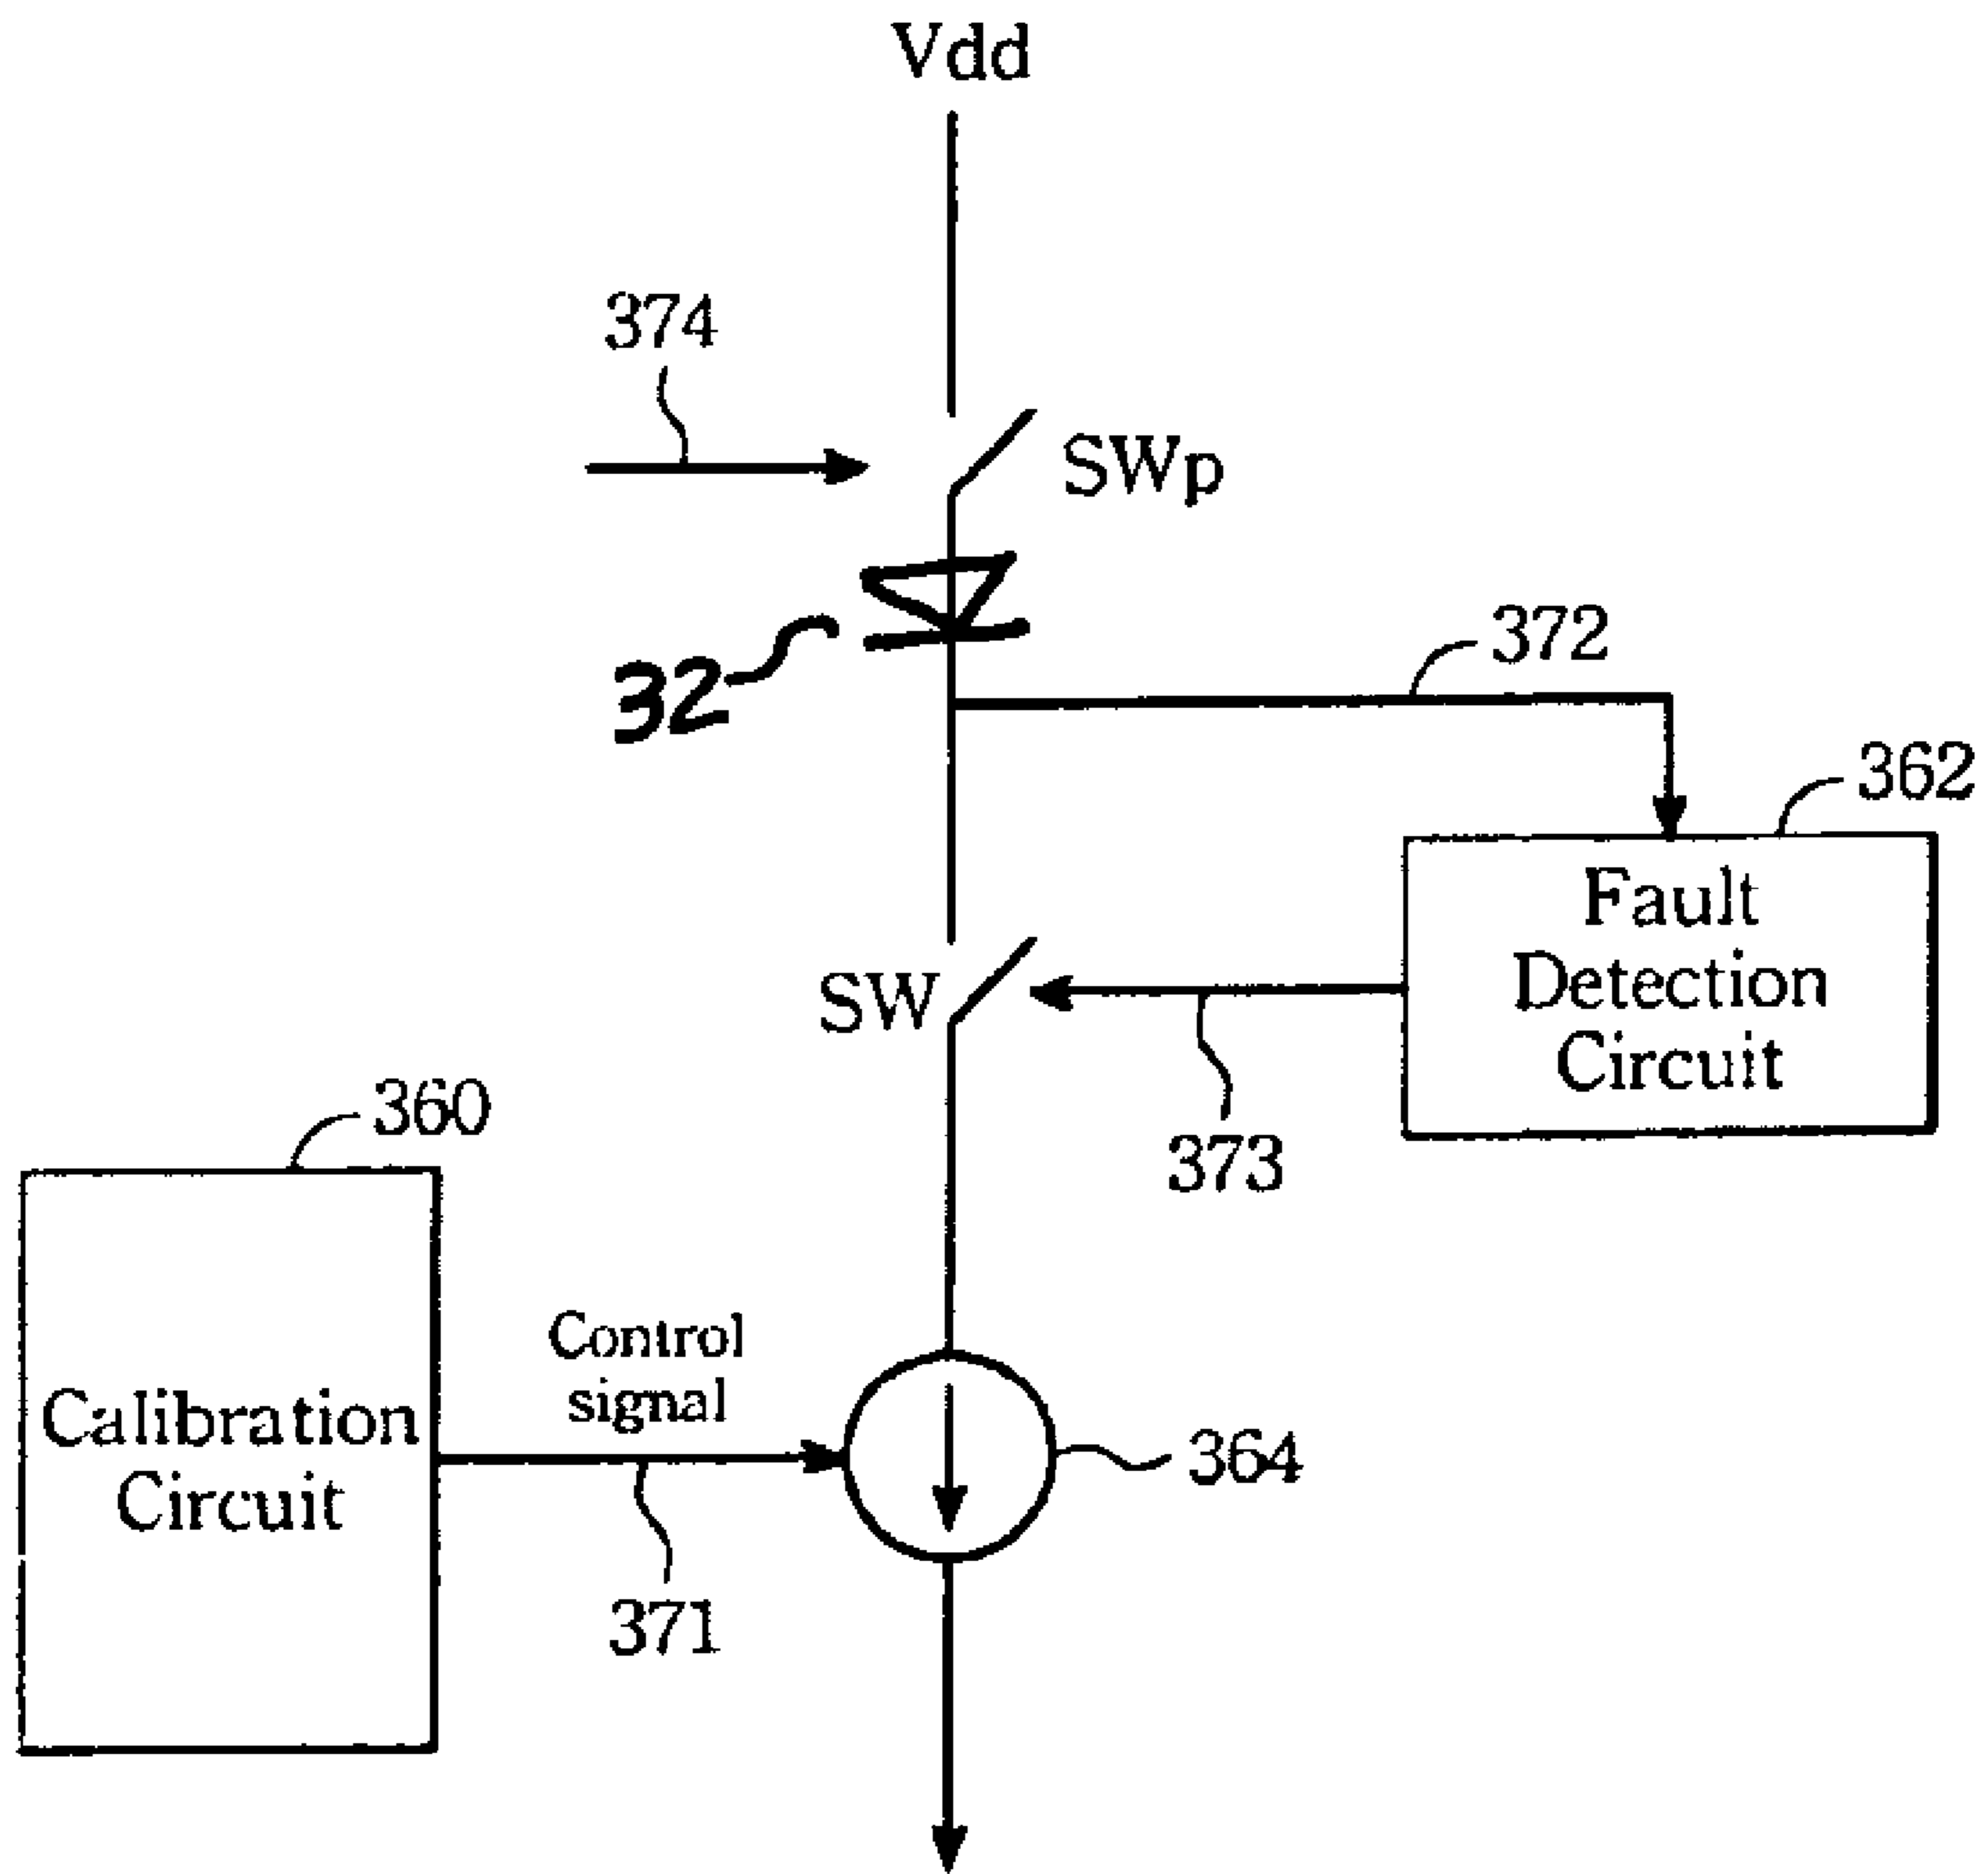 Vdd
374
SWp
32
372
362
Fault
Detection
Circuit
SW
373
360
Calibration
Circuit
Control
signal
371
364